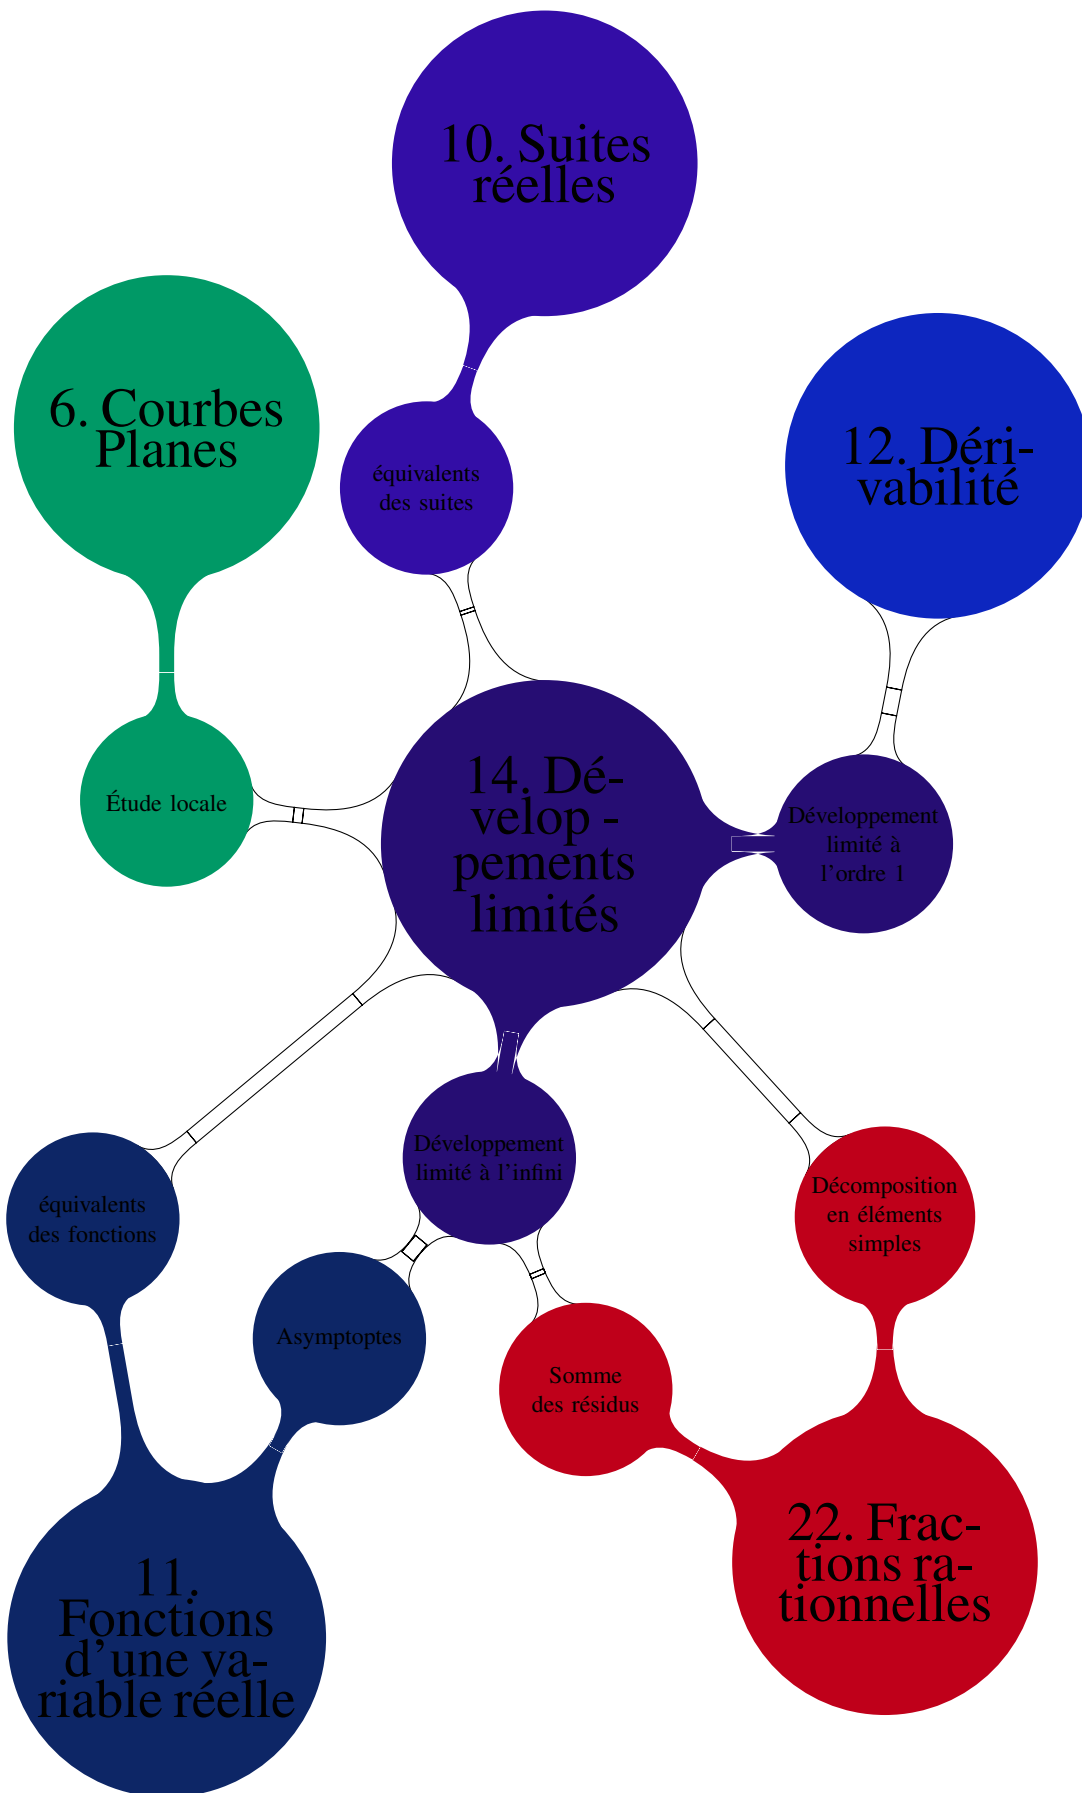 10. Suites
réelles
6. Courbes
Planes
12. Déri-
vabilité
équivalents
des suites
Étude locale
14. Dé-
velop -
pements
limités
Développement
limité à
l'ordre 1
Développement
limité à l'infini
équivalents
des fonctions
Décomposition
en éléments
simples
Asymptoptes
Somme
des résidus
11.
Fonctions
d'une va-
riable réelle
22. Frac-
tions ra-
tionnelles